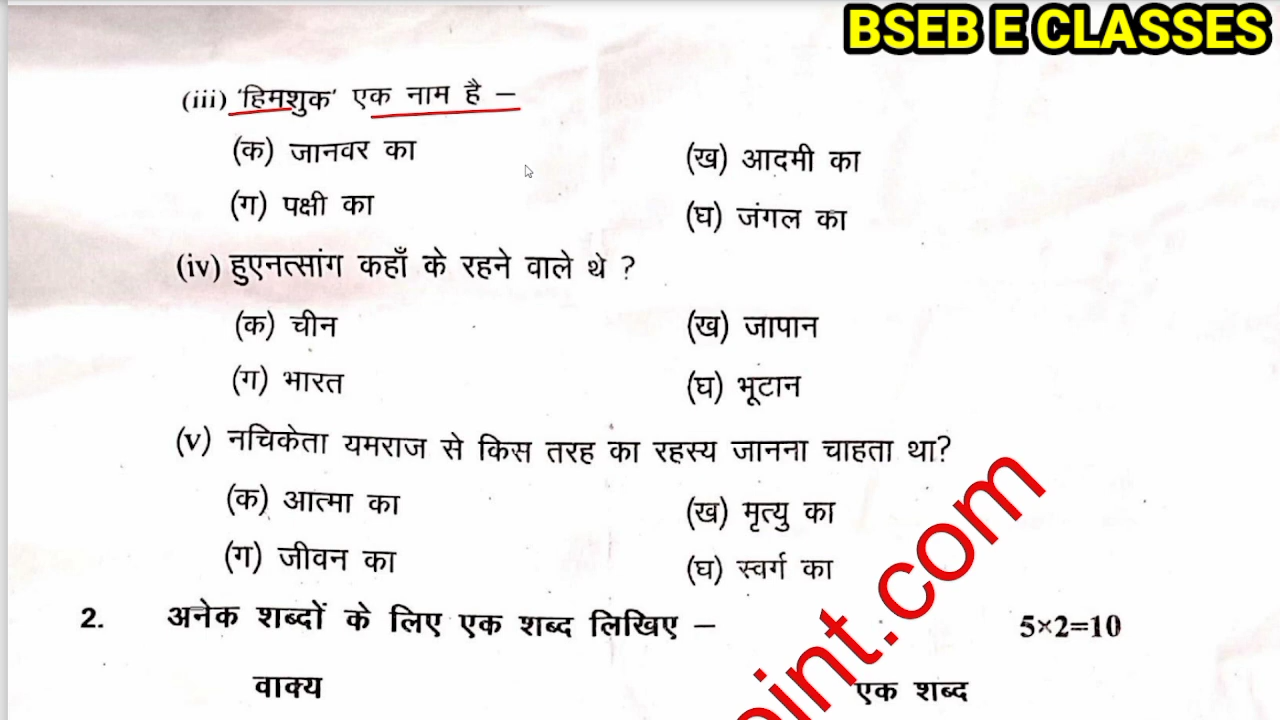 BSEB E CLASSES
(iii) 'हिमशुक' एक नाम है –
(क) जानवर का (ख) आदमी का
(ग) पक्षी का (घ) जंगल का
(iv) हुएनत्सांग कहाँ के रहने वाले थे ?
(क) चीन (ख) जापान
(ग) भारत (घ) भूटान
(v) नचिकेता यमराज से किस तरह का रहस्य जानना चाहता था?
(क) आत्मा का (ख) मृत्यु का
(ग) जीवन का (घ) स्वर्ग का
2. अनेक शब्दों के लिए एक शब्द लिखिए – 5×2=10
वाक्य एक शब्द
oint.com